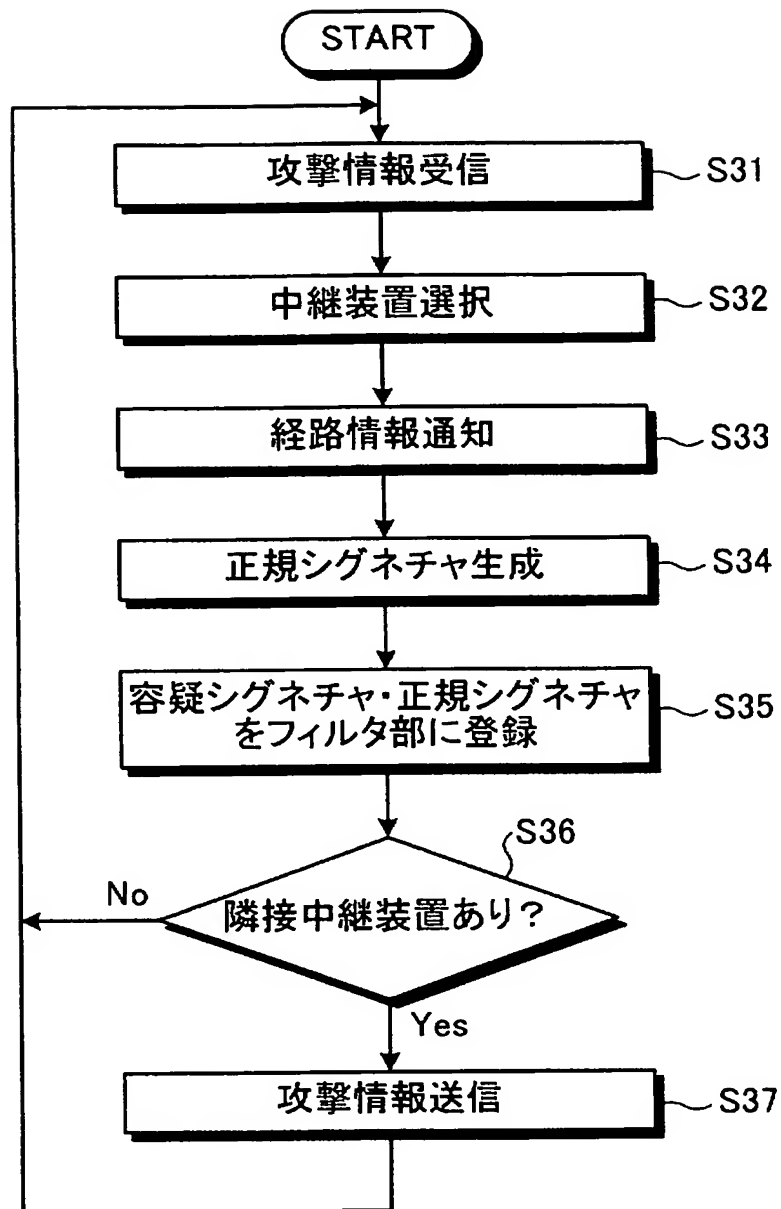 START
攻撃情報受信
S31
中継装置選択
S32
経路情報通知
S33
正規シグネチャ生成
S34
容疑シグネチャ・正規シグネチャ
をフィルタ部に登録
S35
S36
No
隣接中継装置あり?
Yes
攻撃情報送信
S37